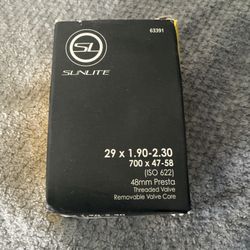 63391
SL
SUNLITE
29 x 1.90-2.30
700 x 47-58
(ISO 622)
48mm Presta
Threaded Valve
Removable Valve Core